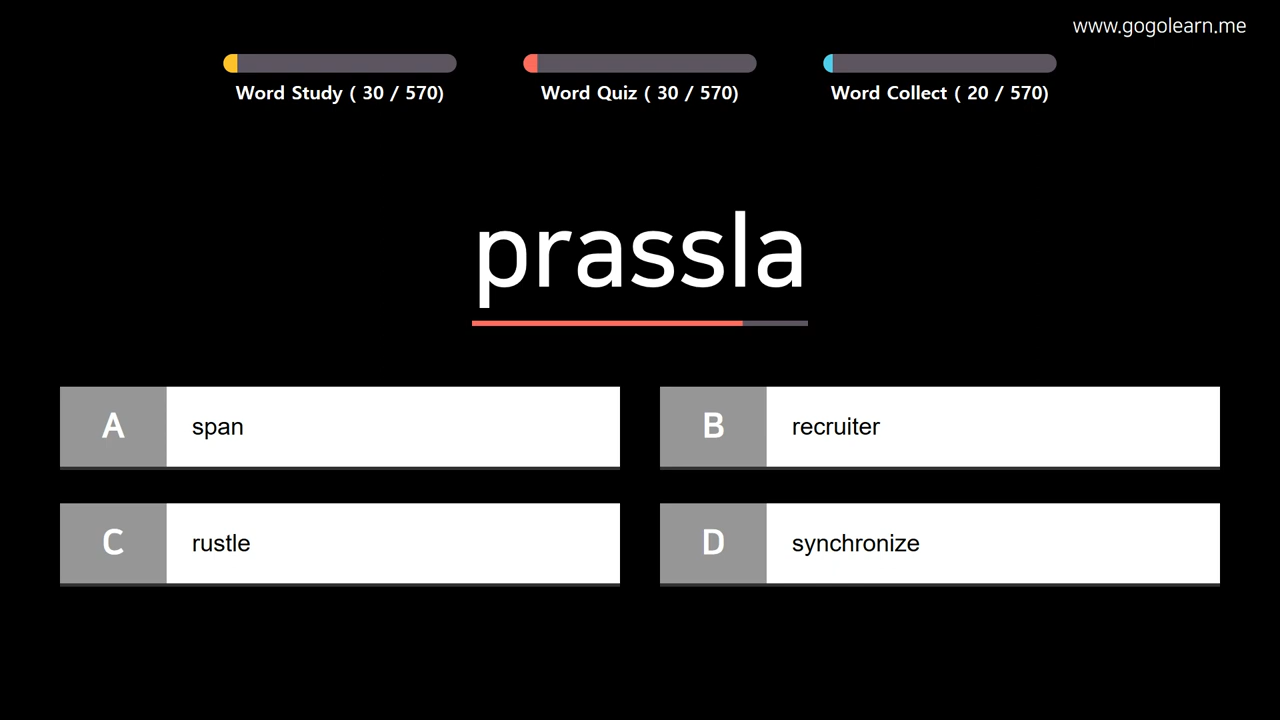 www.gogolearn.me
Word Study ( 30 / 570)
Word Quiz ( 30 / 570)
Word Collect ( 20 / 570)
prassla
A span
B recruiter
C rustle
D synchronize